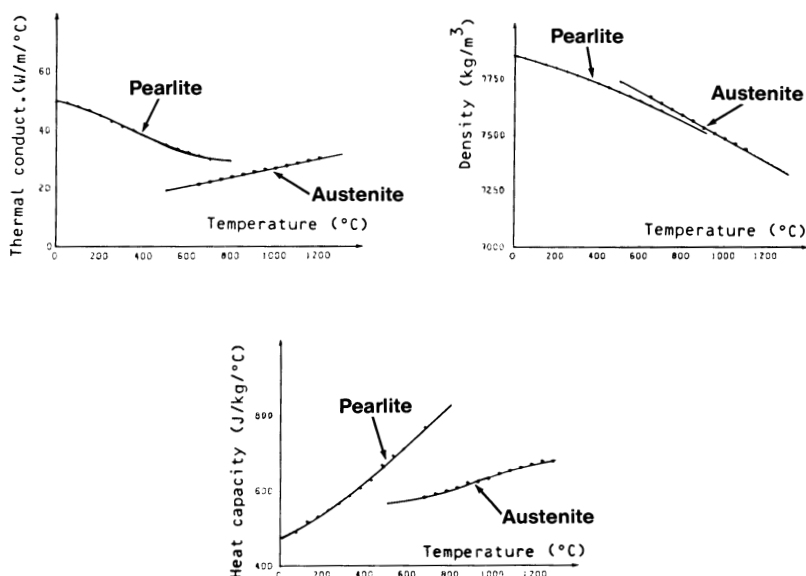 Thermal conduct.(W/m/°C)
60
40
20
0
Pearlite
Austenite
Temperature (°C)
0 200 400 600 800 1000 1200
Density (kg/m³)
7750
7500
7250
7000
Pearlite
Austenite
Temperature (°C)
0 200 400 600 800 1000 1200
Heat capacity (J/kg/°C)
800
600
400
Pearlite
Austenite
Temperature (°C)
0 200 400 600 800 1000 1200